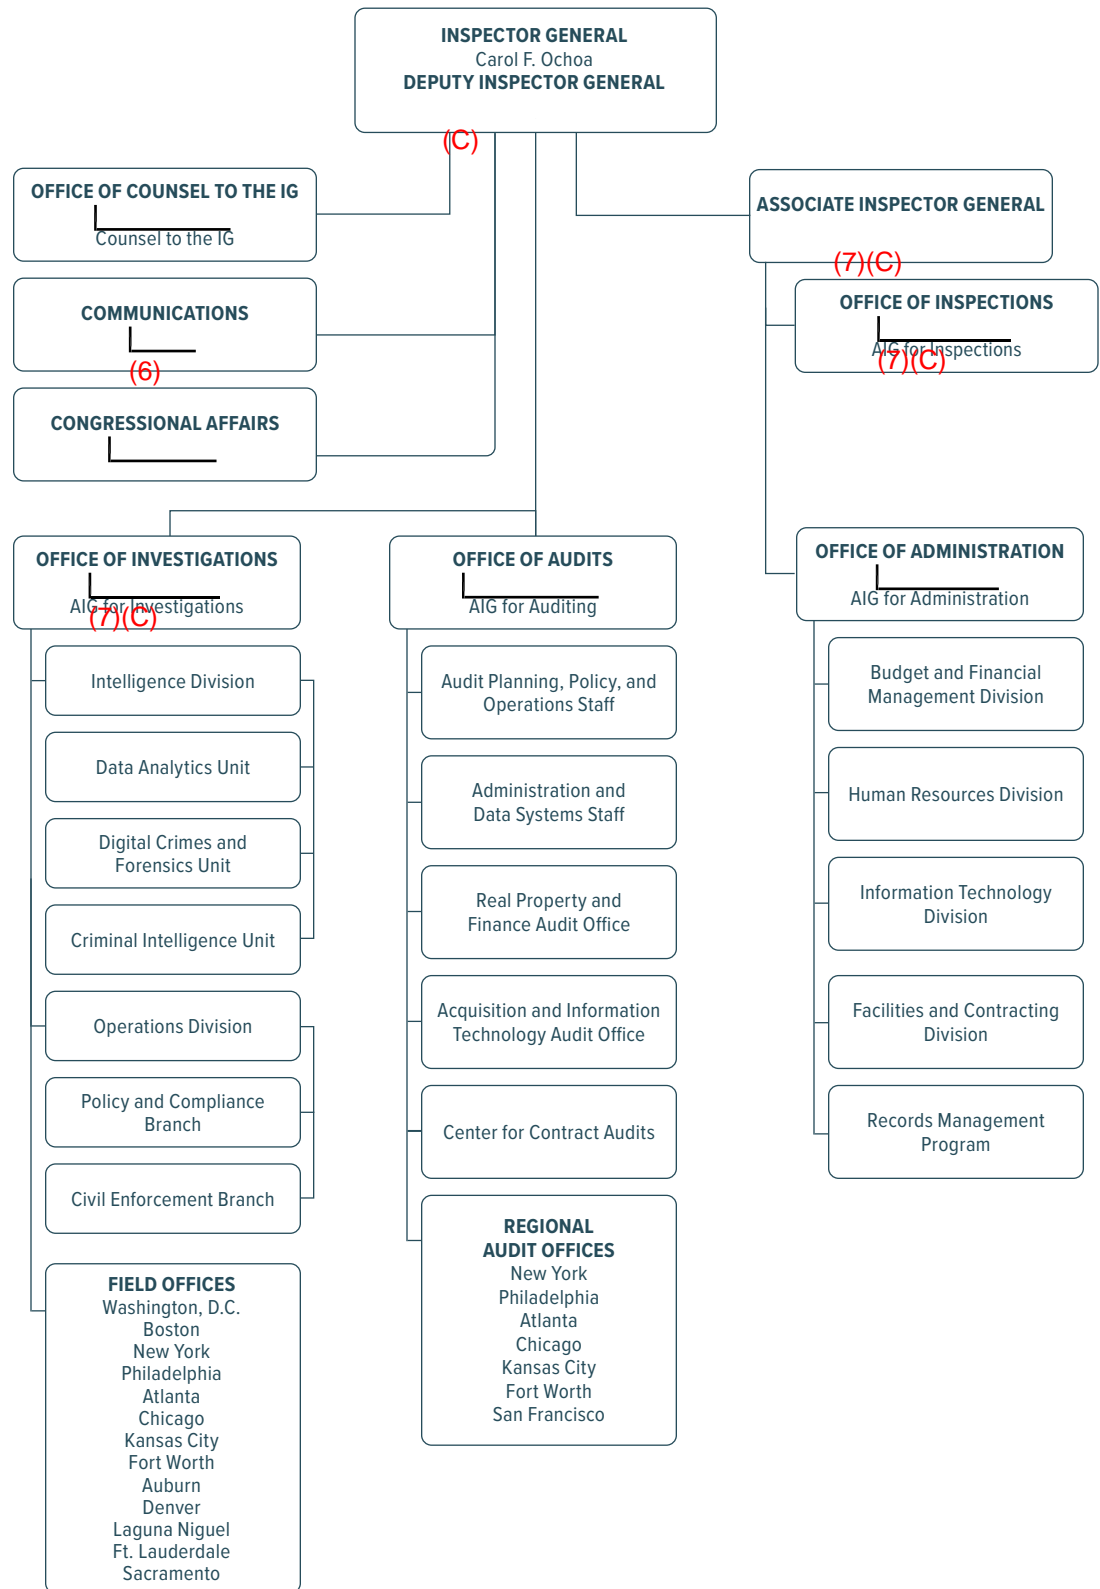 INSPECTOR GENERAL
Carol F. Ochoa
DEPUTY INSPECTOR GENERAL
(C)
OFFICE OF COUNSEL TO THE IG
Counsel to the IG
COMMUNICATIONS
(6)
CONGRESSIONAL AFFAIRS
ASSOCIATE INSPECTOR GENERAL
(7)(C)
OFFICE OF INSPECTIONS
AIG for Inspections
(7)(C)
OFFICE OF INVESTIGATIONS
AIG for Investigations
(7)(C)
Intelligence Division
Data Analytics Unit
Digital Crimes and
Forensics Unit
Criminal Intelligence Unit
Operations Division
Policy and Compliance
Branch
Civil Enforcement Branch
FIELD OFFICES
Washington, D.C.
Boston
New York
Philadelphia
Atlanta
Chicago
Kansas City
Fort Worth
Auburn
Denver
Laguna Niguel
Ft. Lauderdale
Sacramento
OFFICE OF AUDITS
AIG for Auditing
Audit Planning, Policy, and
Operations Staff
Administration and
Data Systems Staff
Real Property and
Finance Audit Office
Acquisition and Information
Technology Audit Office
Center for Contract Audits
REGIONAL
AUDIT OFFICES
New York
Philadelphia
Atlanta
Chicago
Kansas City
Fort Worth
San Francisco
OFFICE OF ADMINISTRATION
AIG for Administration
Budget and Financial
Management Division
Human Resources Division
Information Technology
Division
Facilities and Contracting
Division
Records Management
Program